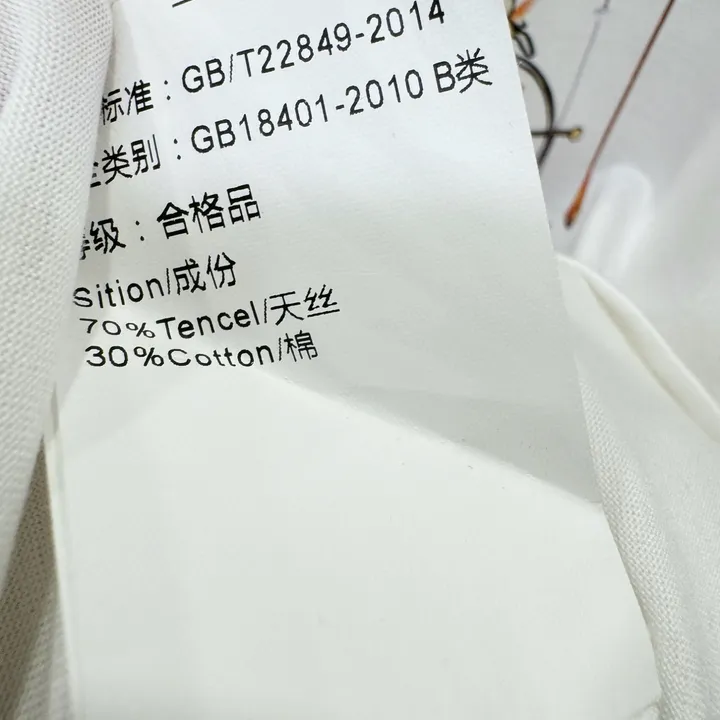 标准：GB/T22849-2014
类别：GB18401-2010 B类
级：合格品
sition/成份
70%Tencel/天丝
30%Cotton/棉